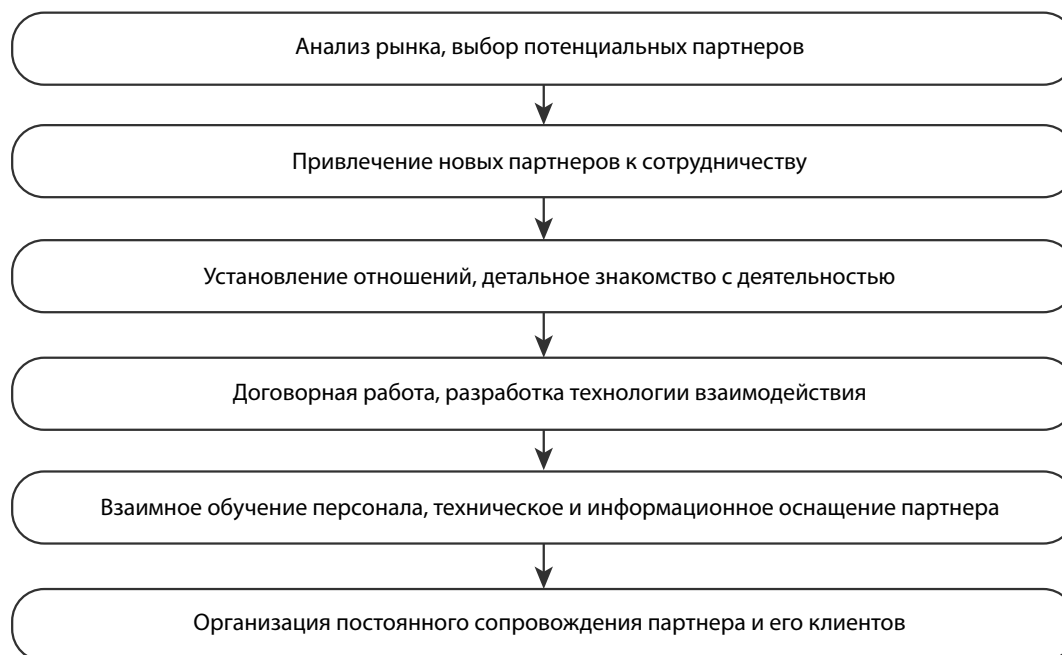 Анализ рынка, выбор потенциальных партнеров
Привлечение новых партнеров к сотрудничеству
Установление отношений, детальное знакомство с деятельностью
Договорная работа, разработка технологии взаимодействия
Взаимное обучение персонала, техническое и информационное оснащение партнера
Организация постоянного сопровождения партнера и его клиентов